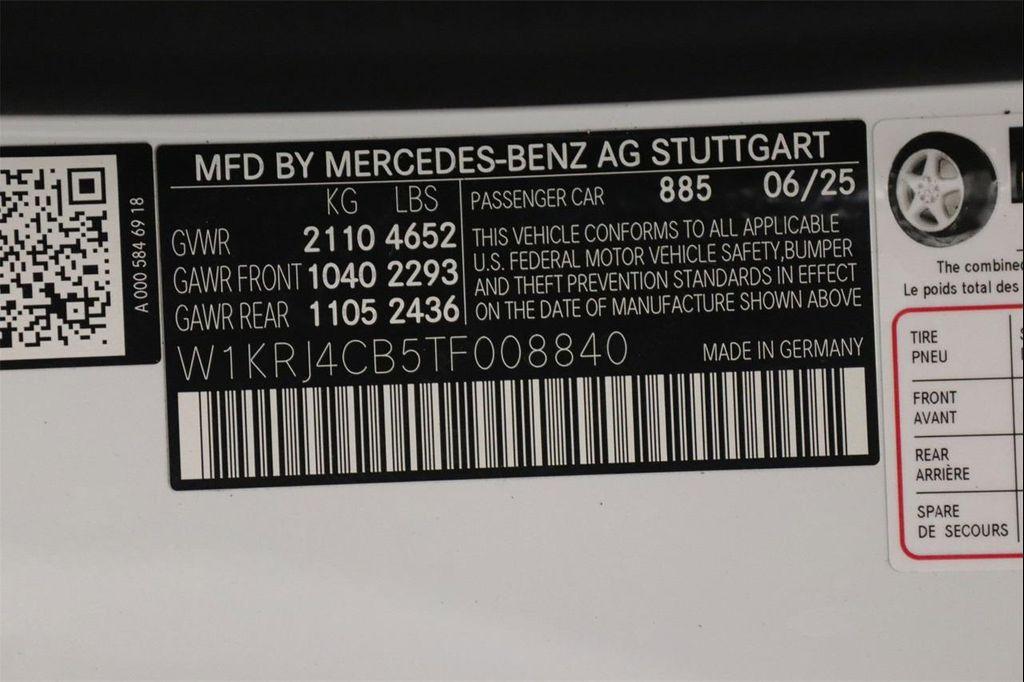 A 000 584 69 18
MFD BY MERCEDES-BENZ AG STUTTGART
KG LBS
GVWR 2110 4652
GAWR FRONT 1040 2293
GAWR REAR 1105 2436
PASSENGER CAR 885 06/25
THIS VEHICLE CONFORMS TO ALL APPLICABLE
U.S. FEDERAL MOTOR VEHICLE SAFETY,BUMPER
AND THEFT PREVENTION STANDARDS IN EFFECT
ON THE DATE OF MANUFACTURE SHOWN ABOVE
W1KRJ4CB5TF008840
MADE IN GERMANY
The combined
Le poids total des
TIRE
PNEU
FRONT
AVANT
REAR
ARRIÈRE
SPARE
DE SECOURS